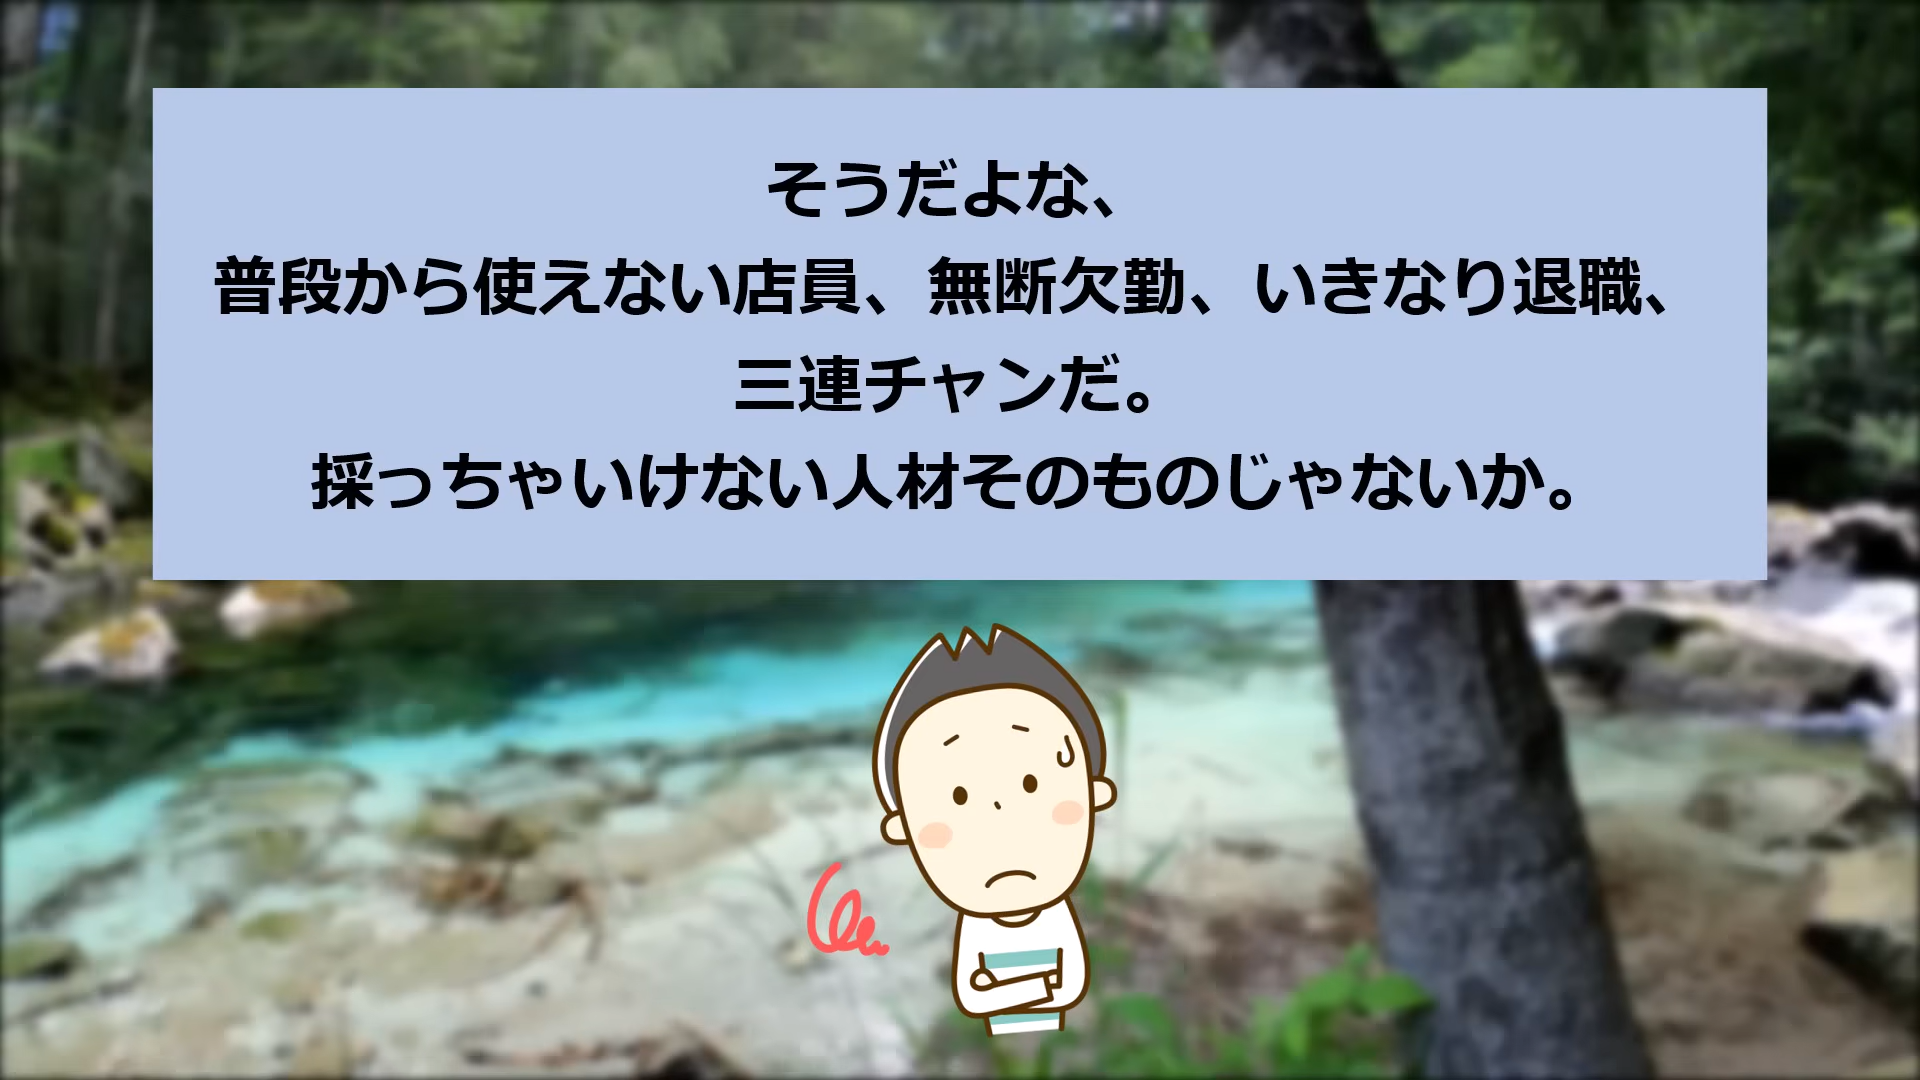 そうだよな、
普段から使えない店員、無断欠勤、いきなり退職、
三連チャンだ。
採っちゃいけない人材そのものじゃないか。